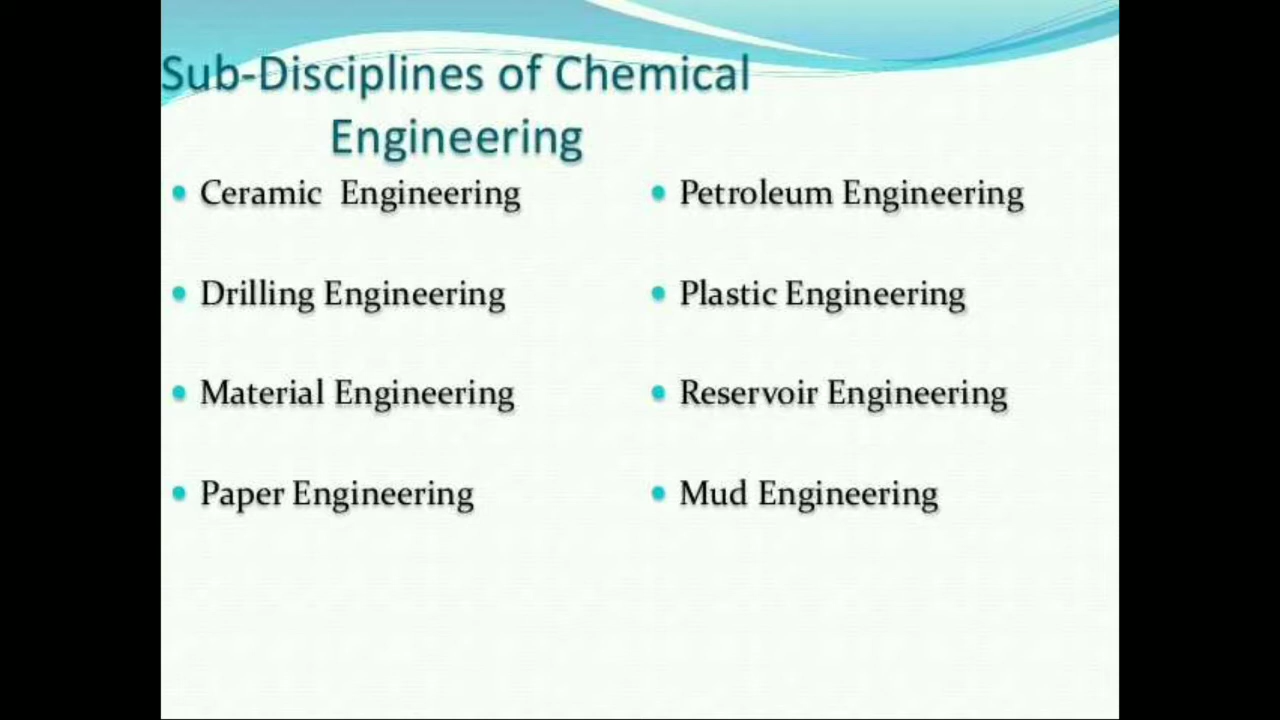 Sub-Disciplines of Chemical
Engineering
• Ceramic Engineering
• Drilling Engineering
• Material Engineering
• Paper Engineering
• Petroleum Engineering
• Plastic Engineering
• Reservoir Engineering
• Mud Engineering